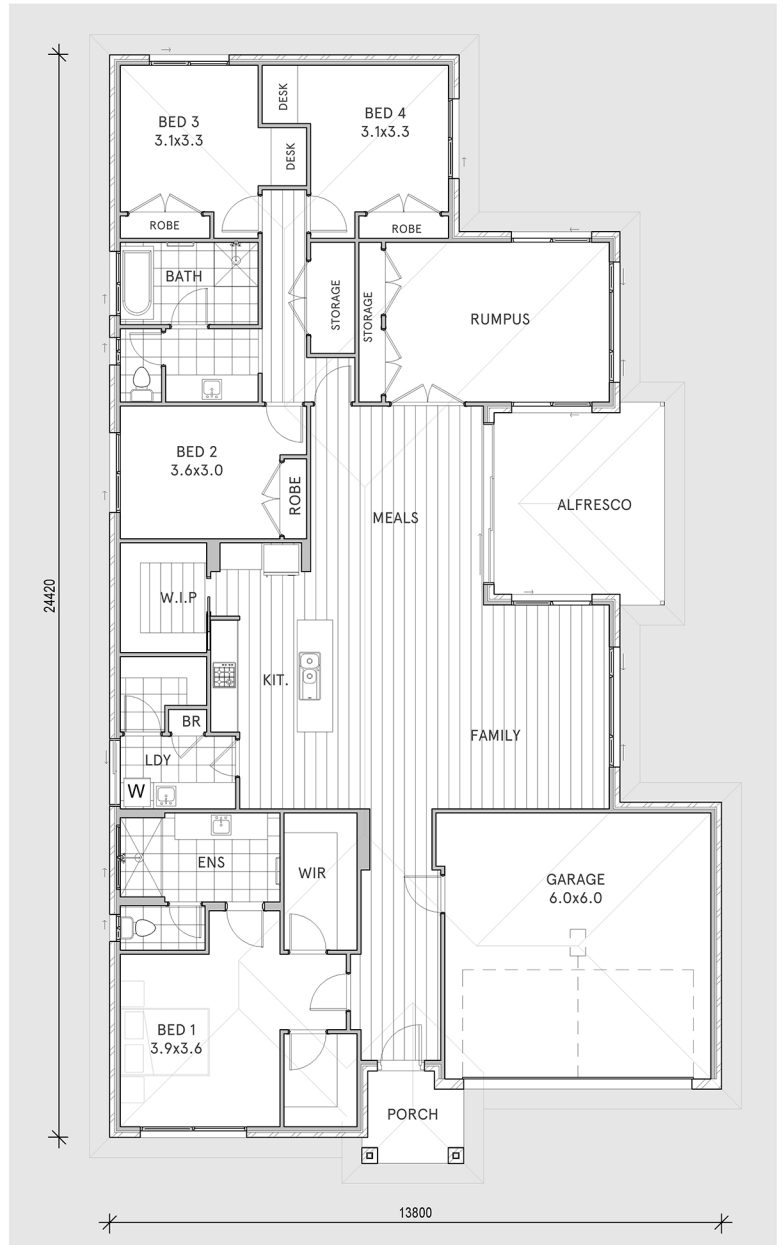 BED 3
3.1x3.3
DESK
DESK
BED 4
3.1x3.3
ROBE
ROBE
BATH
STORAGE
STORAGE
RUMPUS
BED 2
3.6x3.0
ROBE
MEALS
ALFRESCO
24420
W.I.P
KIT.
BR
FAMILY
LDY
W
ENS
WIR
GARAGE
6.0x6.0
BED 1
3.9x3.6
PORCH
13800